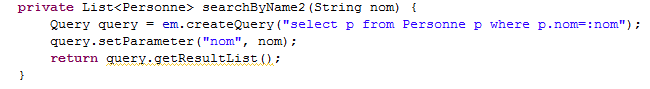 private List<Personne> searchByName2(String nom) {
Query query = em.createQuery("select p from Personne p where p.nom=:nom");
query.setParameter("nom", nom);
return query.getResultList();
}